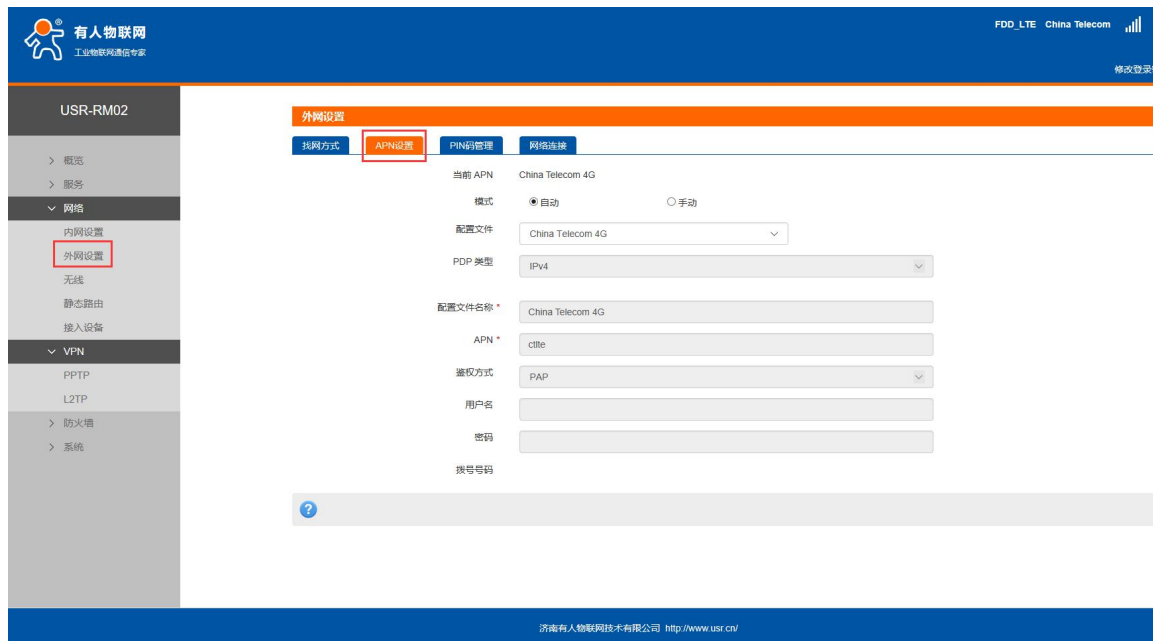 有人物联网
工业物联网通信专家
FDD_LTE China Telecom
修改登录
USR-RM02
概览
服务
网络
内网设置
外网设置
无线
静态路由
接入设备
VPN
PPTP
L2TP
防火墙
系统
外网设置
找网方式 APN设置 PIN码管理 网络连接
当前 APN China Telecom 4G
模式 自动 手动
配置文件 China Telecom 4G
PDP 类型 IPv4
配置文件名称 * China Telecom 4G
APN * ctlte
鉴权方式 PAP
用户名
密码
拨号号码
济南有人物联网技术有限公司 http://www.usr.cn/